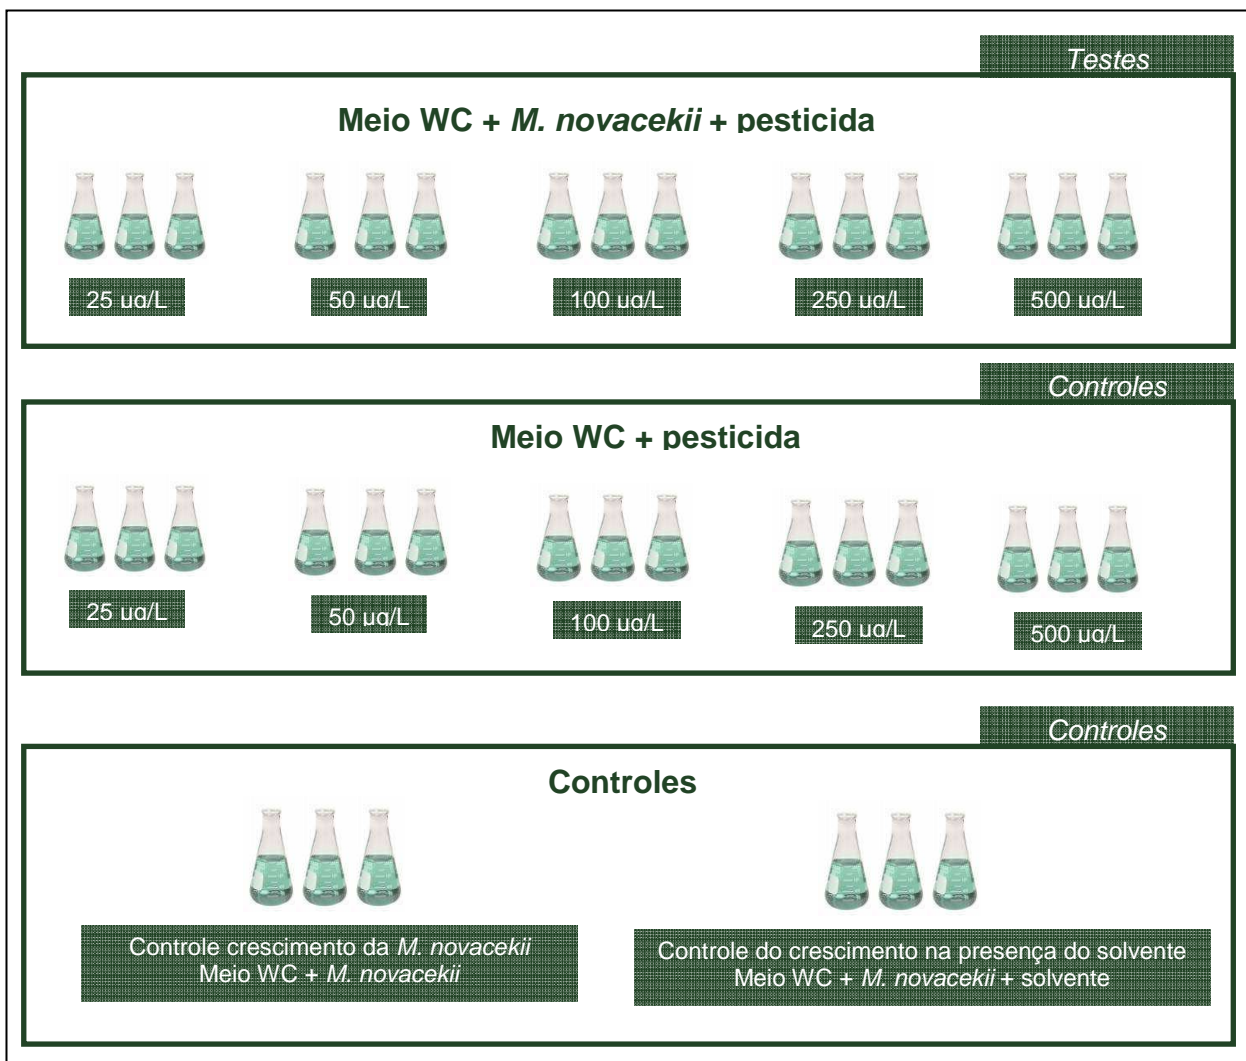 Testes
Meio WC + M. novacekii + pesticida
25 µg/L
50 µg/L
100 µg/L
250 µg/L
500 µg/L
Controles
Meio WC + pesticida
25 µg/L
50 µg/L
100 µg/L
250 µg/L
500 µg/L
Controles
Controles
Controle crescimento da M. novacekii
Meio WC + M. novacekii
Controle do crescimento na presença do solvente
Meio WC + M. novacekii + solvente